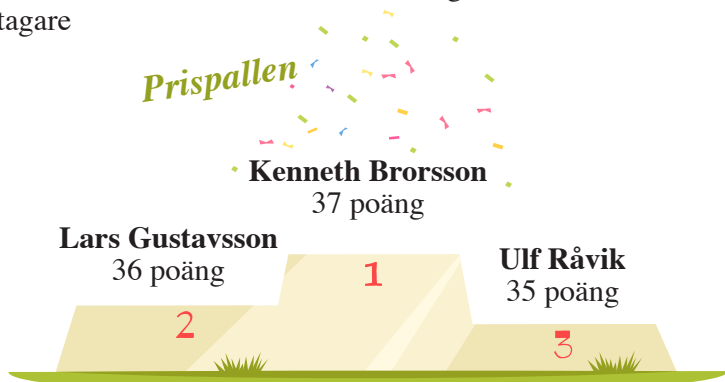 tagare
Prispallen
Kenneth Brorsson
37 poäng
Lars Gustavsson
36 poäng
Ulf Råvik
35 poäng
1
2
3